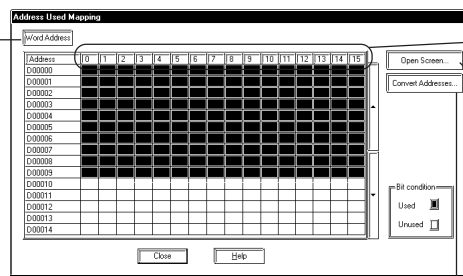 Address Used Mapping
Word Address
Address 0 1 2 3 4 5 6 7 8 9 10 11 12 13 14 15
D00000
D00001
D00002
D00003
D00004
D00005
D00006
D00007
D00008
D00009
D00010
D00011
D00012
D00013
D00014
Open Screen...
Convert Addresses...
Bit condition
Used
Unused
Close
Help